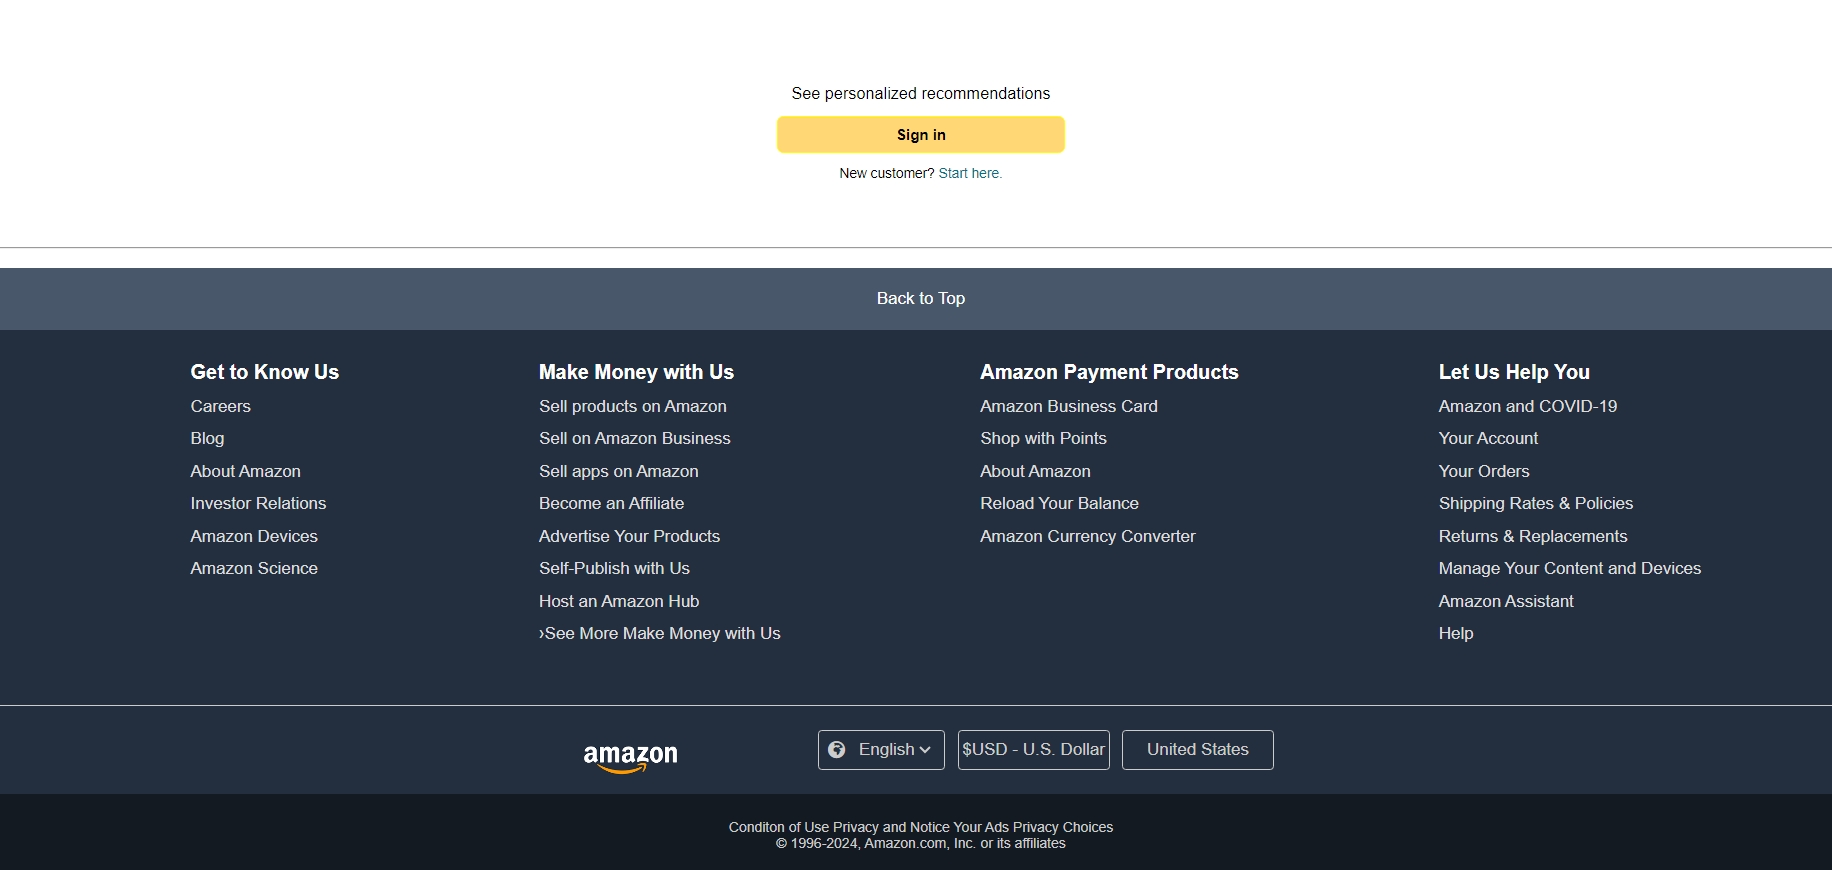 See personalized recommendations
Sign in
New customer? Start here.
Back to Top
Get to Know Us
Careers
Blog
About Amazon
Investor Relations
Amazon Devices
Amazon Science
Make Money with Us
Sell products on Amazon
Sell on Amazon Business
Sell apps on Amazon
Become an Affiliate
Advertise Your Products
Self-Publish with Us
Host an Amazon Hub
›See More Make Money with Us
Amazon Payment Products
Amazon Business Card
Shop with Points
About Amazon
Reload Your Balance
Amazon Currency Converter
Let Us Help You
Amazon and COVID-19
Your Account
Your Orders
Shipping Rates & Policies
Returns & Replacements
Manage Your Content and Devices
Amazon Assistant
Help
amazon
English
$USD - U.S. Dollar
United States
Conditon of Use Privacy and Notice Your Ads Privacy Choices
© 1996-2024, Amazon.com, Inc. or its affiliates